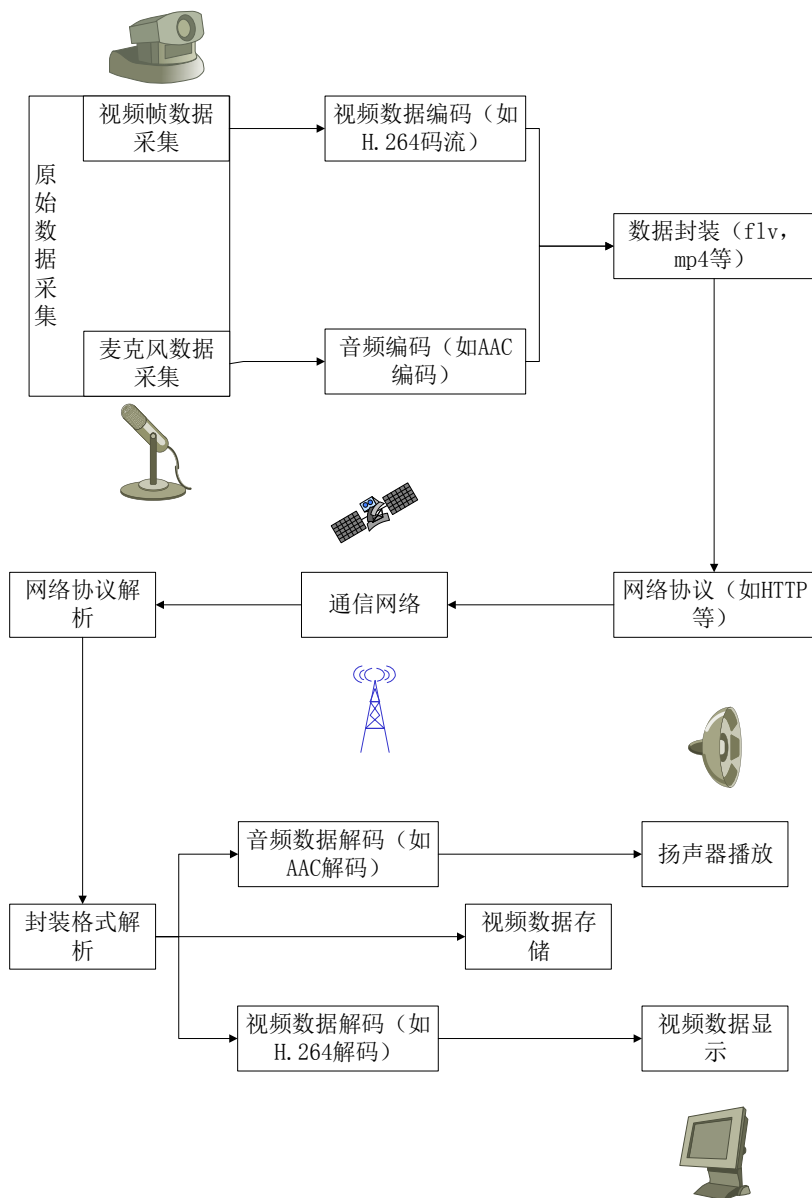 视频帧数据
采集
视频数据编码（如
H.264码流）
原
始
数
据
采
集
数据封装（flv，
mp4等）
麦克风数据
采集
音频编码（如AAC
编码）
网络协议解
析
通信网络
网络协议（如HTTP
等）
音频数据解码（如
AAC解码）
扬声器播放
封装格式解
析
视频数据存
储
视频数据解码（如
H.264解码）
视频数据显
示